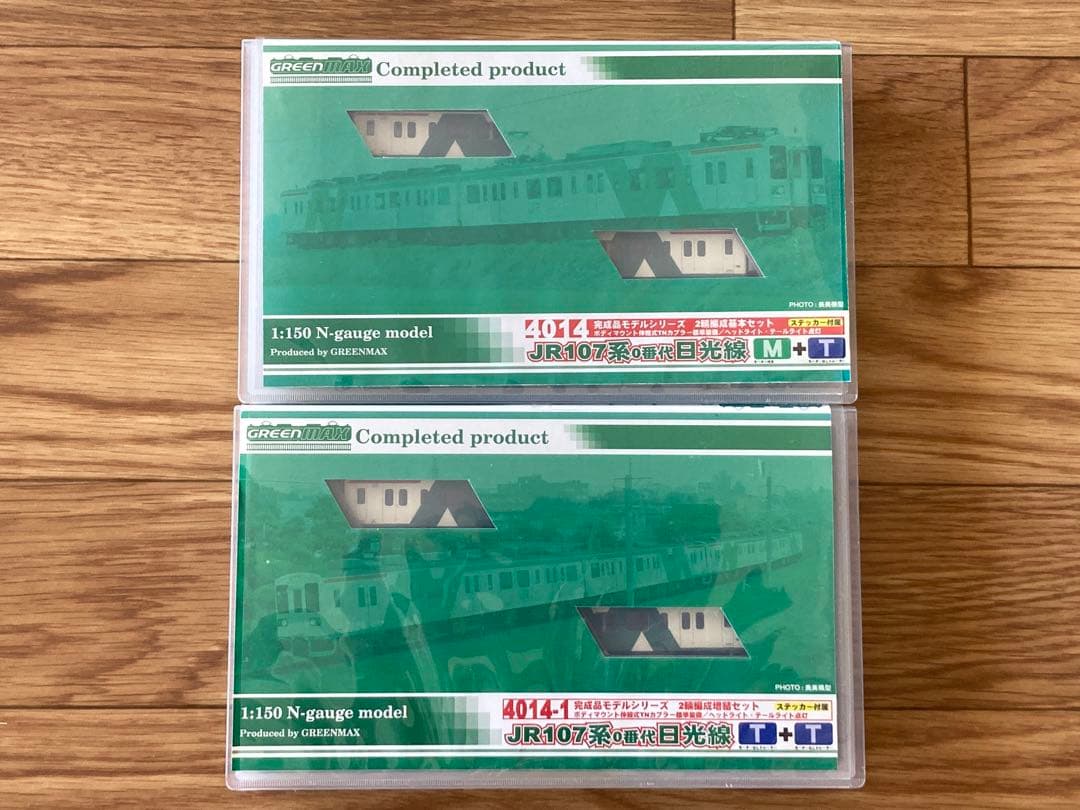 GREENMAX Completed product
PHOTO：長奥模型
1:150 N-gauge model
Produced by GREENMAX
4014 完成品モデルシリーズ 2輌編成基本セット ステッカー付属
ボディマウント伸縮式TNカプラー標準装備／ヘッドライト・テールライト点灯
JR107系0番代日光線 M+T
GREENMAX Completed product
1:150 N-gauge model
Produced by GREENMAX
4014-1 完成品モデルシリーズ 2輌編成増結セット ステッカー付属
ボディマウント伸縮式TNカプラー標準装備／ヘッドライト・テールライト点灯
JR107系0番代日光線 T+T